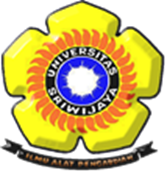 UNIVERSITAS
SRIWIJAYA
ILMU ALAT PENGABDIAN